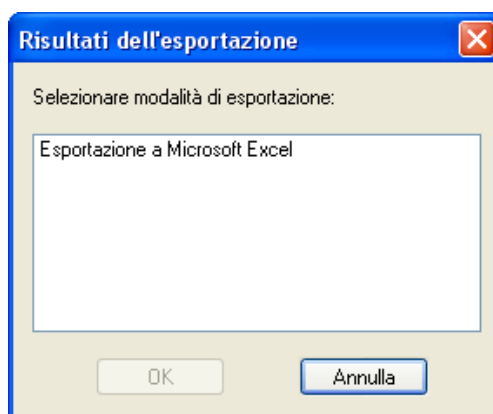 Risultati dell'esportazione
Selezionare modalità di esportazione:
Esportazione a Microsoft Excel
OK
Annulla